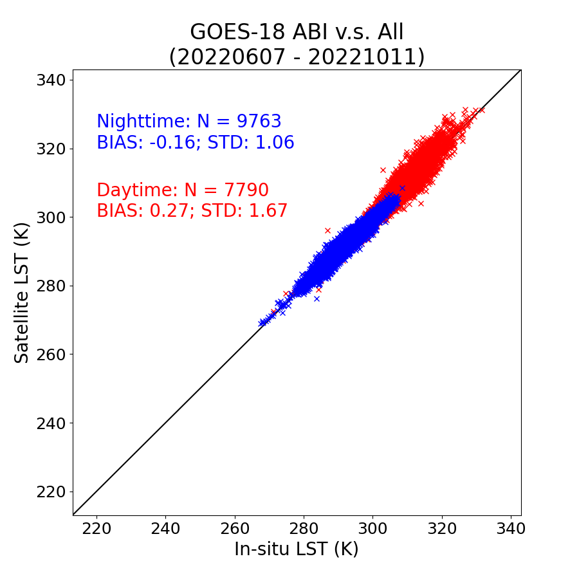 GOES-18 ABI v.s. All
(20220607 - 20221011)
340
320
300
280
260
240
220
Satellite LST (K)
Nighttime: N = 9763
BIAS: -0.16; STD: 1.06
Daytime: N = 7790
BIAS: 0.27; STD: 1.67
220 240 260 280 300 320 340
In-situ LST (K)